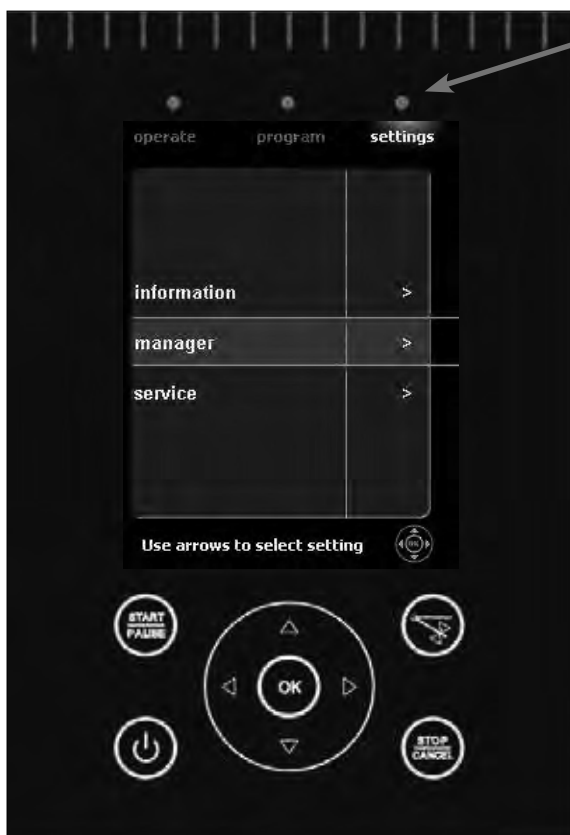 operate program settings
information >
manager >
service >
Use arrows to select setting OK
START
PAUSE
OK
STOP
CANCEL